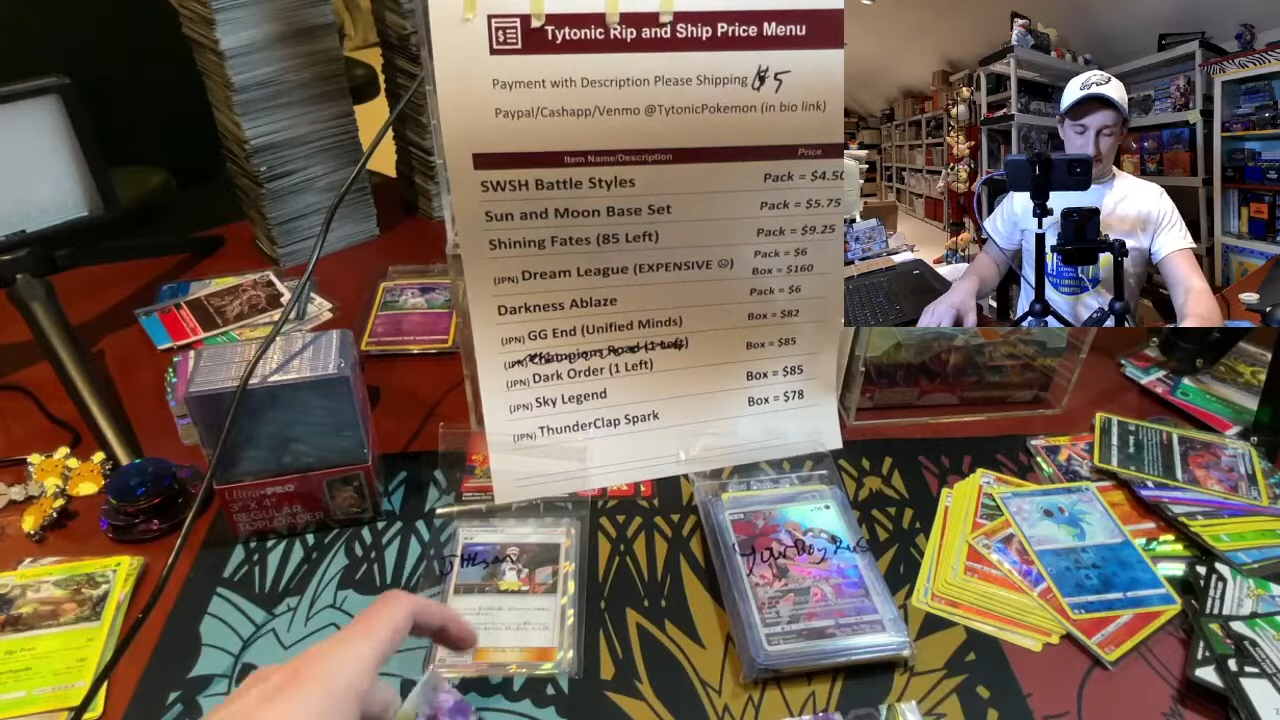 Tytonic Rip and Ship Price Menu
Payment with Description Please Shipping $5
Paypal/Cashapp/Venmo @TytonicPokemon (in bio link)
Item Name/Description Price
SWSH Battle Styles Pack = $4.50
Sun and Moon Base Set Pack = $5.75
Shining Fates (85 Left) Pack = $9.25
(JPN) Dream League (EXPENSIVE ☹) Pack = $6
Box = $160
Darkness Ablaze Pack = $6
(JPN) GG End (Unified Minds) Box = $82
(JPN) Champions Road (1 Left)
(JPN) Dark Order (1 Left) Box = $85
(JPN) Sky Legend Box = $85
(JPN) ThunderClap Spark Box = $78
Ultra-PRO
3" X 4"
REGULAR
TOPLOADER
YourBoyRus